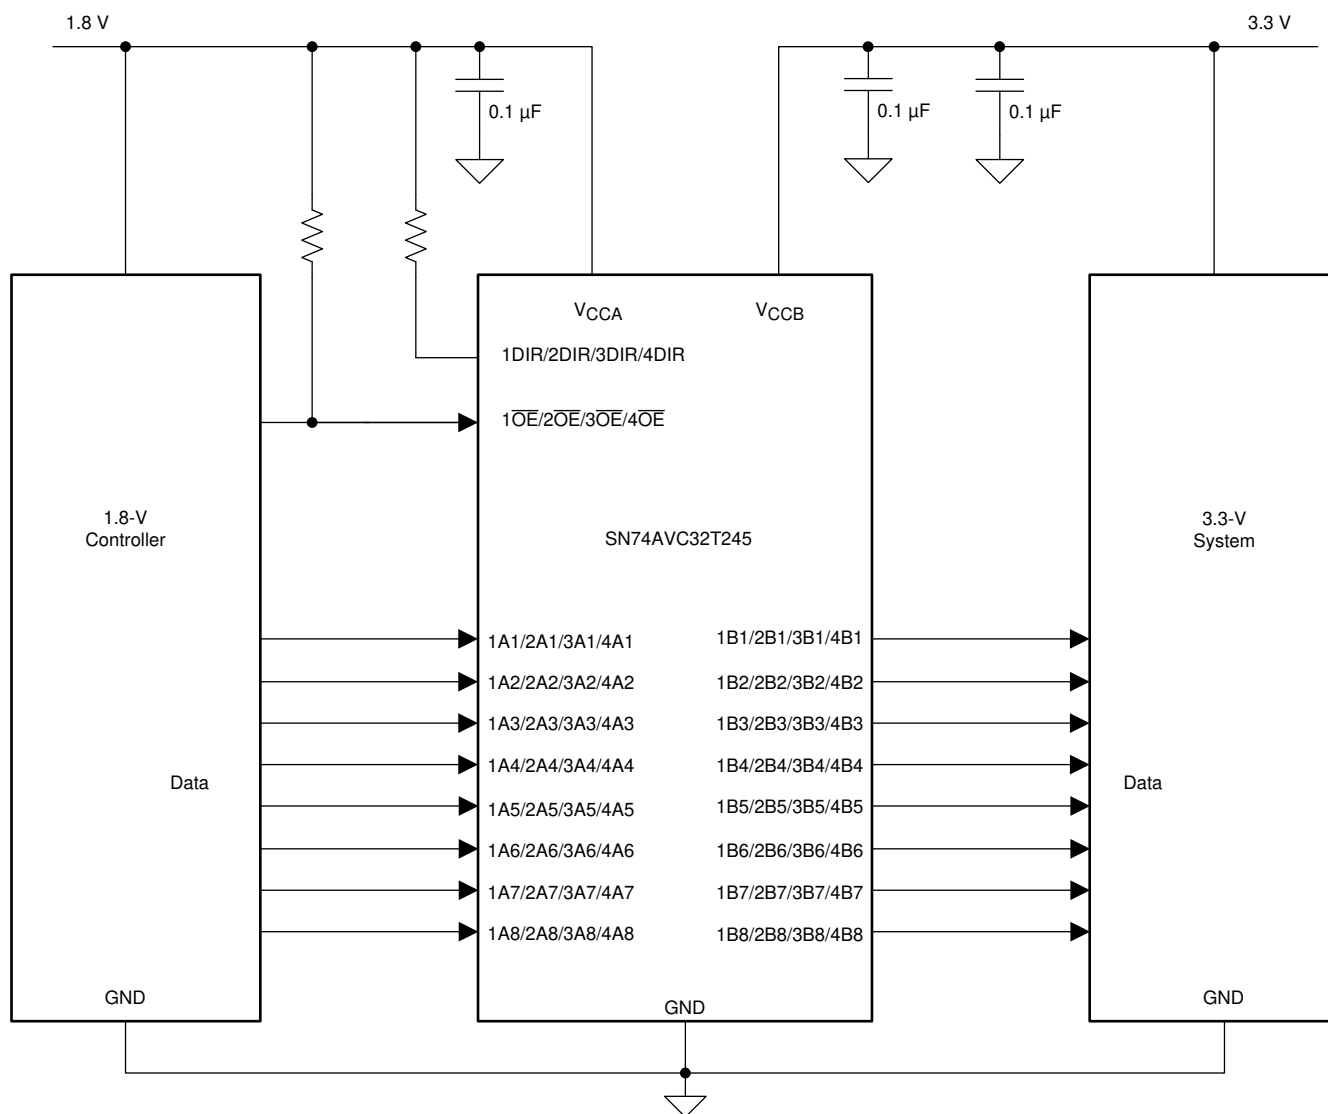 1.8 V
3.3 V
0.1 µF
0.1 µF
0.1 µF
VCCA
VCCB
1DIR/2DIR/3DIR/4DIR
1O̅E̅/2O̅E̅/3O̅E̅/4O̅E̅
1.8-V
Controller
SN74AVC32T245
3.3-V
System
1A1/2A1/3A1/4A1
1B1/2B1/3B1/4B1
1A2/2A2/3A2/4A2
1B2/2B2/3B2/4B2
1A3/2A3/3A3/4A3
1B3/2B3/3B3/4B3
1A4/2A4/3A4/4A4
1B4/2B4/3B4/4B4
Data
Data
1A5/2A5/3A5/4A5
1B5/2B5/3B5/4B5
1A6/2A6/3A6/4A6
1B6/2B6/3B6/4B6
1A7/2A7/3A7/4A7
1B7/2B7/3B7/4B7
1A8/2A8/3A8/4A8
1B8/2B8/3B8/4B8
GND
GND
GND